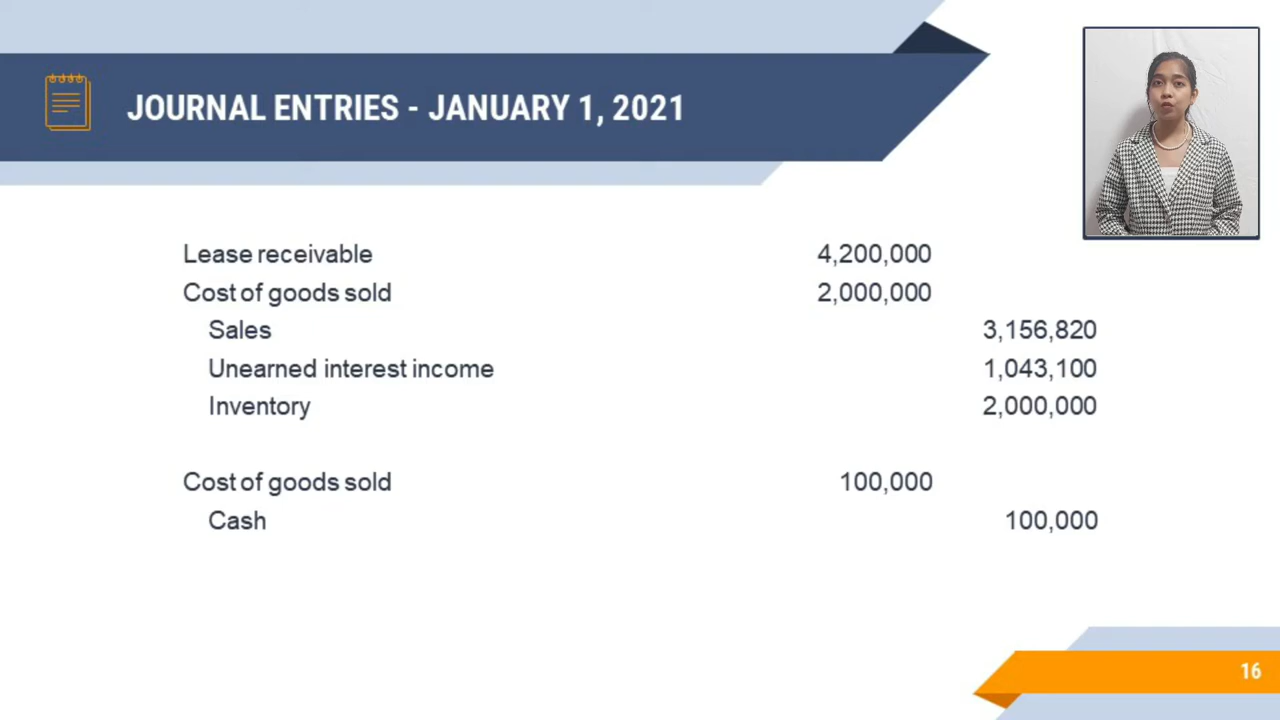 JOURNAL ENTRIES - JANUARY 1, 2021
Lease receivable 4,200,000
Cost of goods sold 2,000,000
Sales 3,156,820
Unearned interest income 1,043,100
Inventory 2,000,000
Cost of goods sold 100,000
Cash 100,000
16